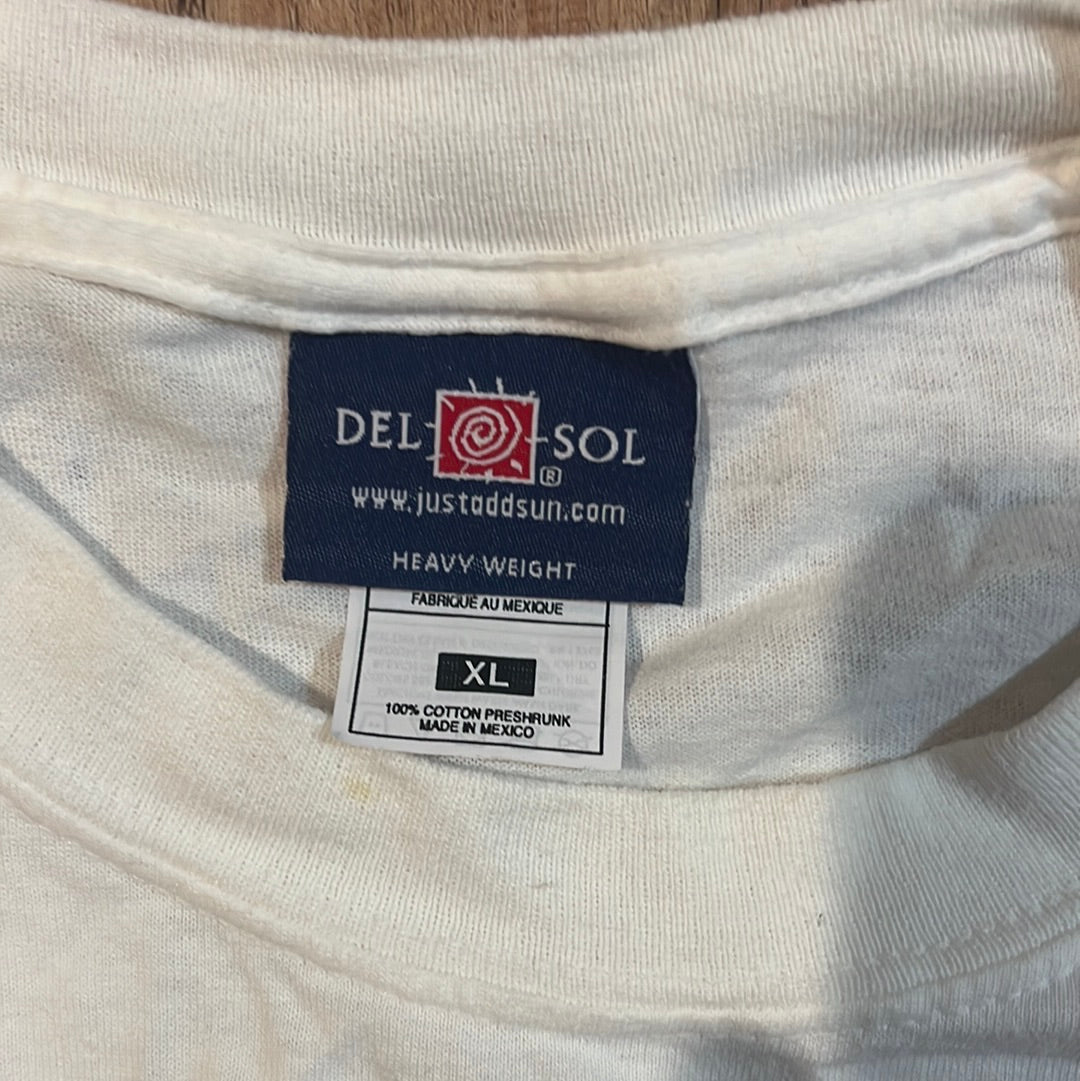 DEL SOL
®
www.justaddsun.com
HEAVY WEIGHT
FABRIQUÉ AU MEXIQUE
XL
100% COTTON PRESHRUNK
MADE IN MEXICO